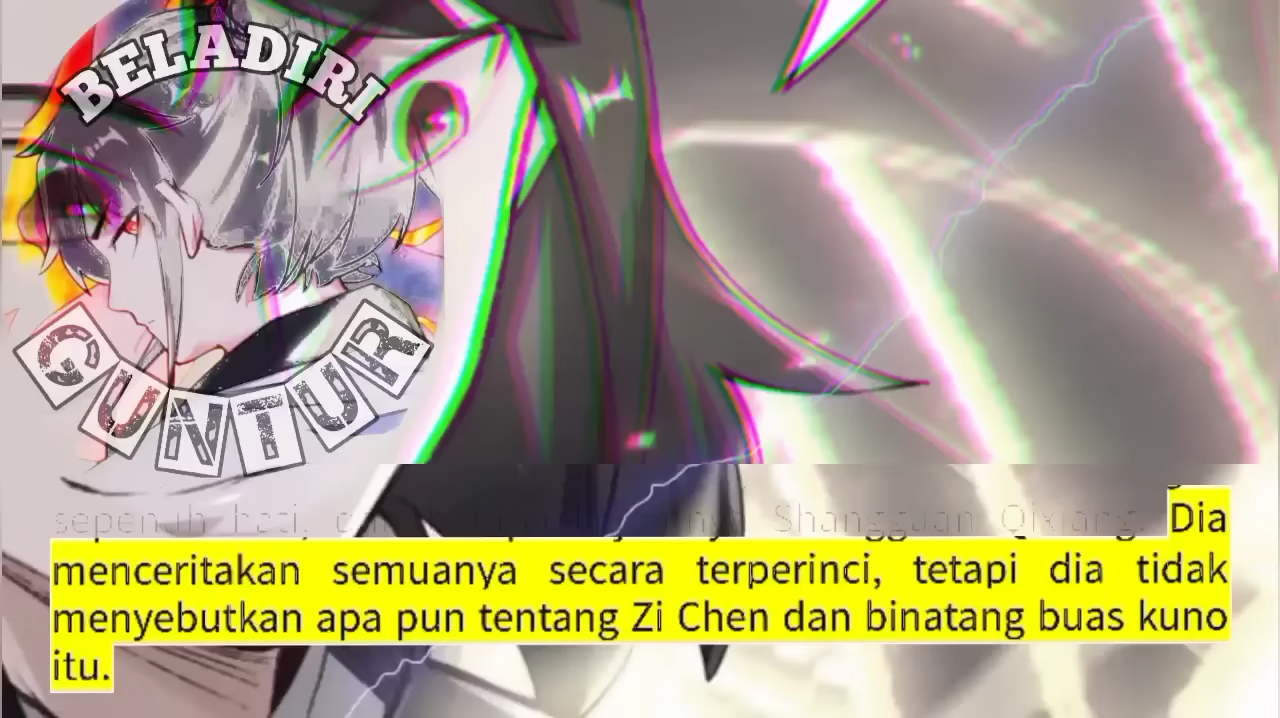 BELADIRI
GUNTUR
hati, Shangguan Qixiang. Dia
menceritakan semuanya secara terperinci, tetapi dia tidak
menyebutkan apa pun tentang Zi Chen dan binatang buas kuno
itu.